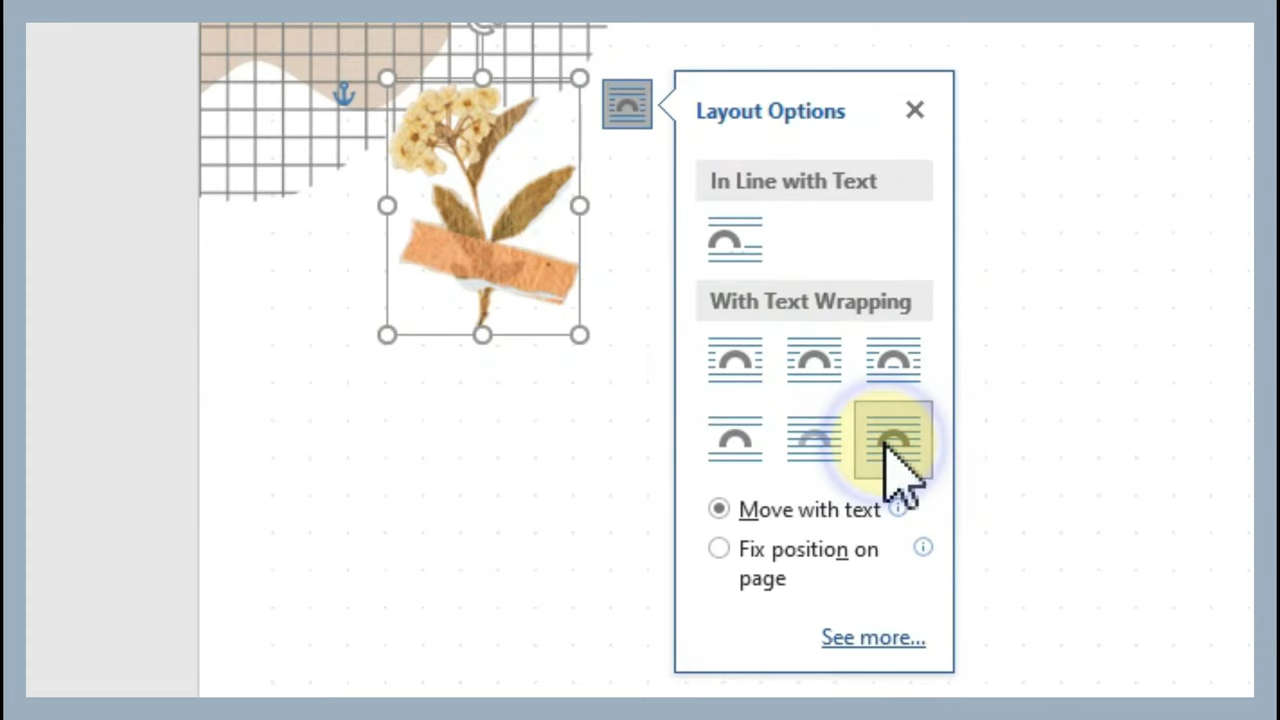 Layout Options
In Line with Text
With Text Wrapping
Move with text
Fix position on
page
See more...